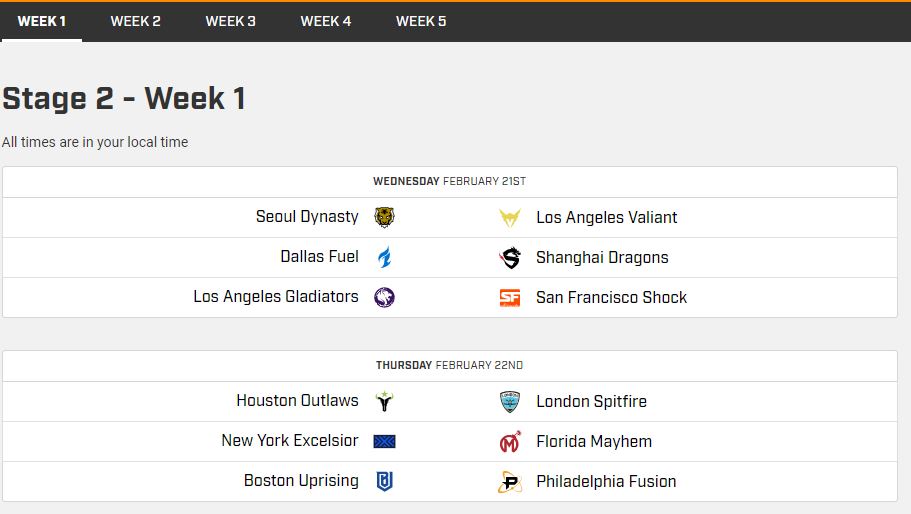 WEEK 1 WEEK 2 WEEK 3 WEEK 4 WEEK 5
Stage 2 - Week 1
All times are in your local time
WEDNESDAY FEBRUARY 21ST
Seoul Dynasty Los Angeles Valiant
Dallas Fuel Shanghai Dragons
Los Angeles Gladiators SF San Francisco Shock
THURSDAY FEBRUARY 22ND
Houston Outlaws London Spitfire
New York Excelsior Florida Mayhem
Boston Uprising Philadelphia Fusion